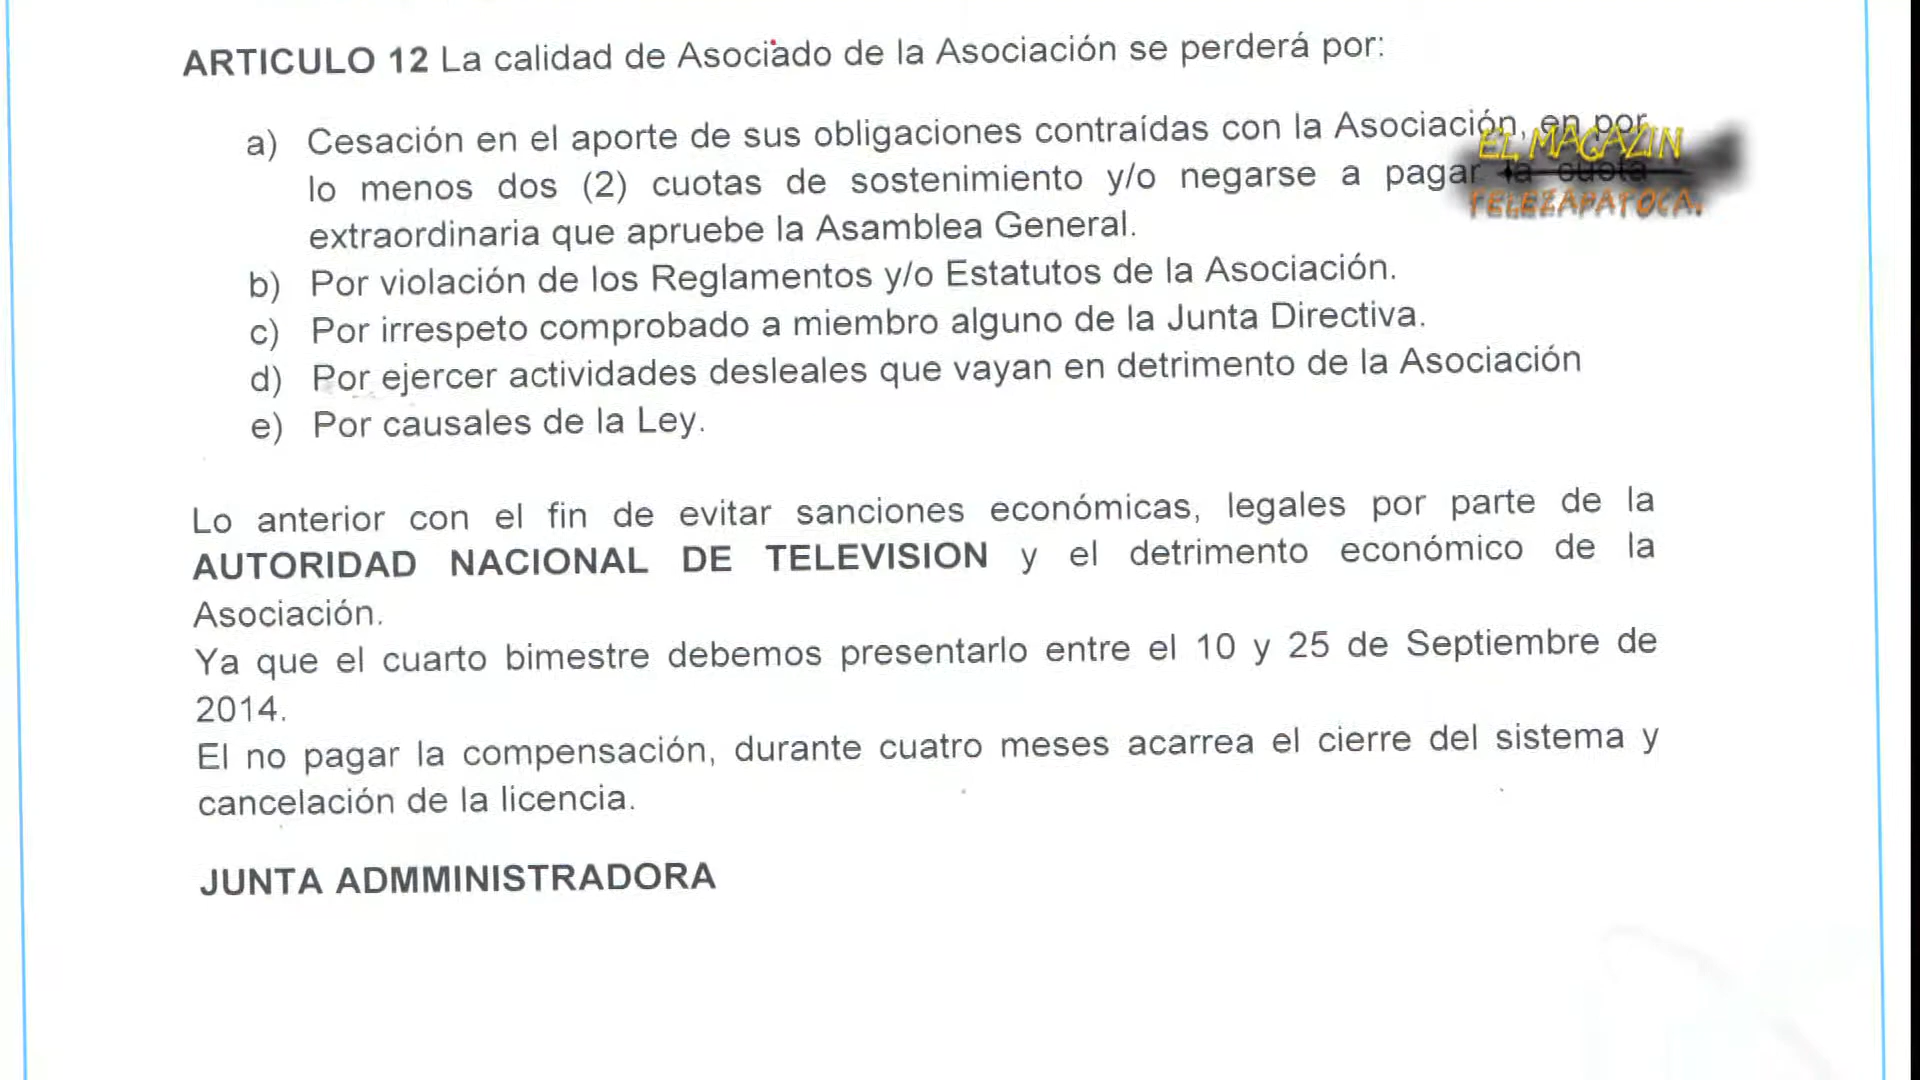 ARTICULO 12 La calidad de Asociado de la Asociación se perderá por:
a) Cesación en el aporte de sus obligaciones contraídas con la Asociación, en por
lo menos dos (2) cuotas de sostenimiento y/o negarse a pagar la cuota
extraordinaria que apruebe la Asamblea General.
b) Por violación de los Reglamentos y/o Estatutos de la Asociación.
c) Por irrespeto comprobado a miembro alguno de la Junta Directiva.
d) Por ejercer actividades desleales que vayan en detrimento de la Asociación
e) Por causales de la Ley.
EL MAGAZIN
TELEZAPATOCA.
Lo anterior con el fin de evitar sanciones económicas, legales por parte de la
AUTORIDAD NACIONAL DE TELEVISION y el detrimento económico de la
Asociación.
Ya que el cuarto bimestre debemos presentarlo entre el 10 y 25 de Septiembre de
2014.
El no pagar la compensación, durante cuatro meses acarrea el cierre del sistema y
cancelación de la licencia.
JUNTA ADMMINISTRADORA